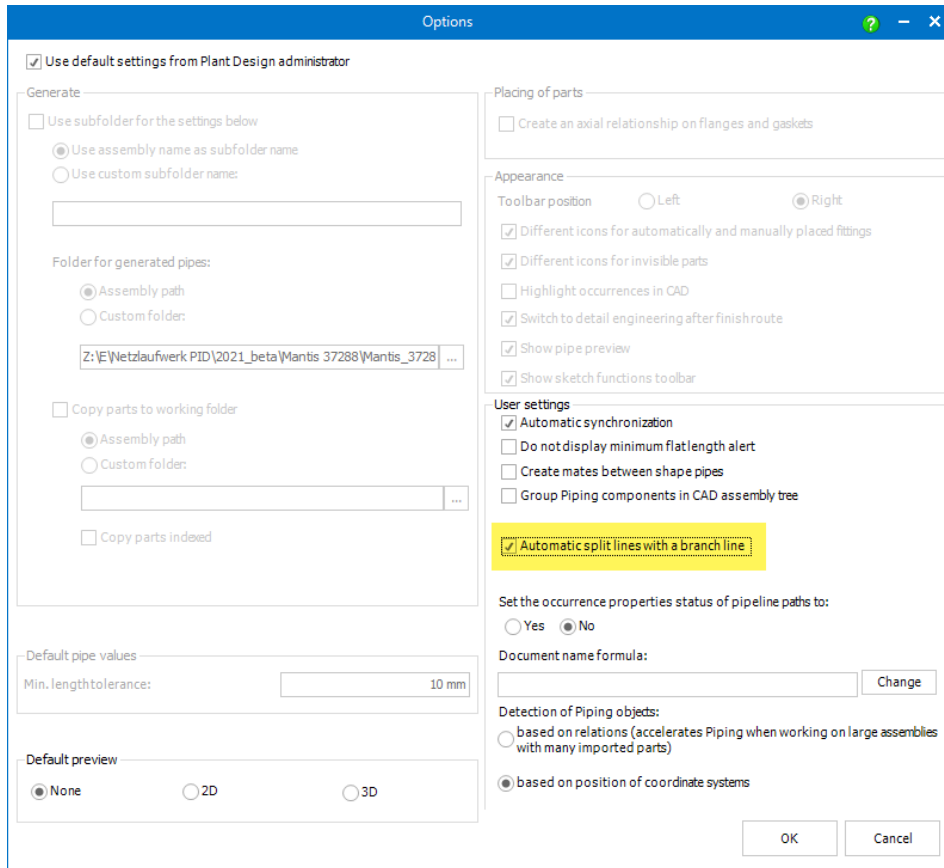 Options
?
Use default settings from Plant Design administrator
Generate
Use subfolder for the settings below
Use assembly name as subfolder name
Use custom subfolder name:
Folder for generated pipes:
Assembly path
Custom folder:
Z:\E\Netzlaufwerk PID\2021_beta\Mantis 37288\Mantis_3728
...
Copy parts to working folder
Assembly path
Custom folder:
...
Copy parts indexed
Default pipe values
Min. length tolerance:
10 mm
Default preview
None
2D
3D
Placing of parts
Create an axial relationship on flanges and gaskets
Appearance
Toolbar position
Left
Right
Different icons for automatically and manually placed fittings
Different icons for invisible parts
Highlight occurrences in CAD
Switch to detail engineering after finish route
Show pipe preview
Show sketch functions toolbar
User settings
Automatic synchronization
Do not display minimum flat length alert
Create mates between shape pipes
Group Piping components in CAD assembly tree
Automatic split lines with a branch line
Set the occurrence properties status of pipeline paths to:
Yes
No
Document name formula:
Change
Detection of Piping objects:
based on relations (accelerates Piping when working on large assemblies
with many imported parts)
based on position of coordinate systems
OK
Cancel